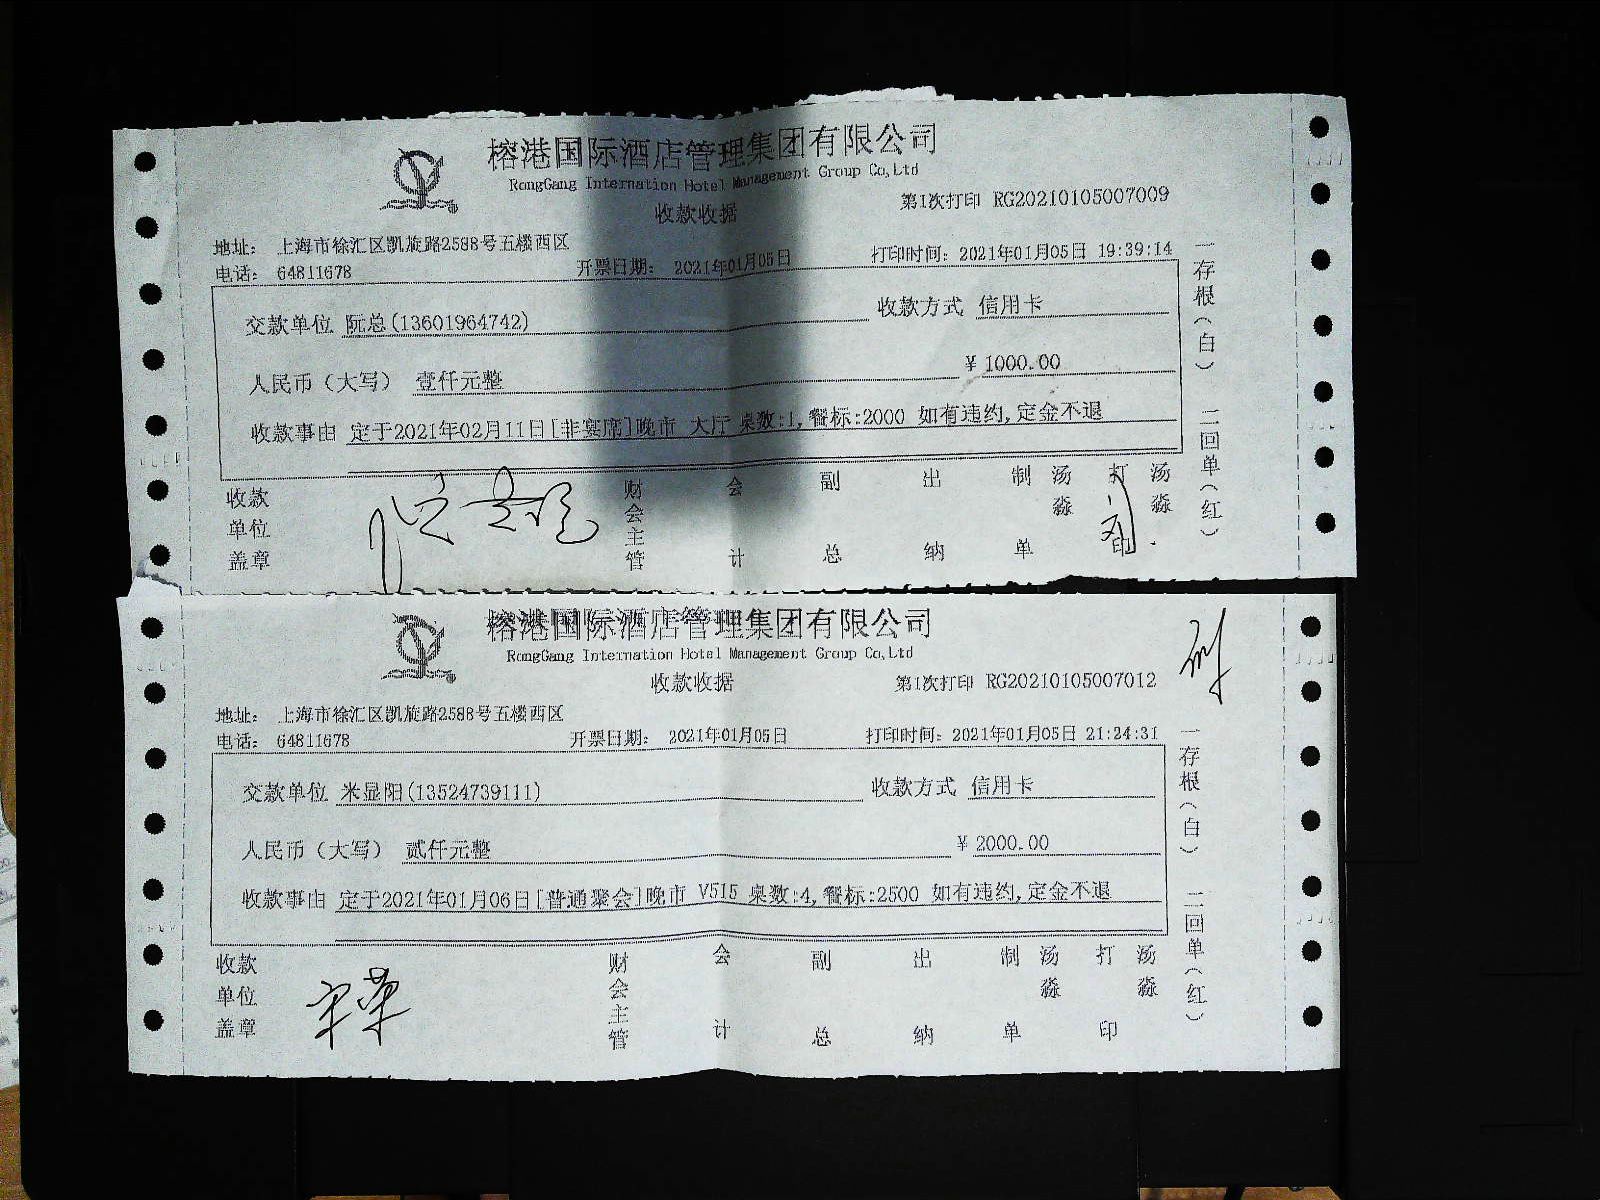 榕港国际酒店管理集团有限公司
RongGang Internation Hotel Management Group Co,Ltd
收款收据
第1次打印 RG20210105007009
地址： 上海市徐汇区凯旋路2588号五楼西区
电话： 64811678
开票日期： 2021年01月05日
打印时间：2021年01月05日 19:39:14
交款单位 阮总(13601964742)
收款方式 信用卡
人民币（大写） 壹仟元整
¥ 1000.00
收款事由 定于2021年02月11日[非宴席]晚市 大厅 桌数:1,餐标:2000 如有违约,定金不退
收款单位盖章
财会主管
会计
副总
出纳
制单
汤淼
打印
汤淼
一存根（白） 二回单（红）
榕港国际酒店管理集团有限公司
RongGang Internation Hotel Management Group Co,Ltd
收款收据
第1次打印 RG20210105007012
地址： 上海市徐汇区凯旋路2588号五楼西区
电话： 64811678
开票日期： 2021年01月05日
打印时间：2021年01月05日 21:24:31
交款单位 米显阳(13524739111)
收款方式 信用卡
人民币（大写） 贰仟元整
¥ 2000.00
收款事由 定于2021年01月06日[普通聚会]晚市 V515 桌数:4,餐标:2500 如有违约,定金不退
收款单位盖章
财会主管
会计
副总
出纳
制单
汤淼
打印
汤淼
一存根（白） 二回单（红）